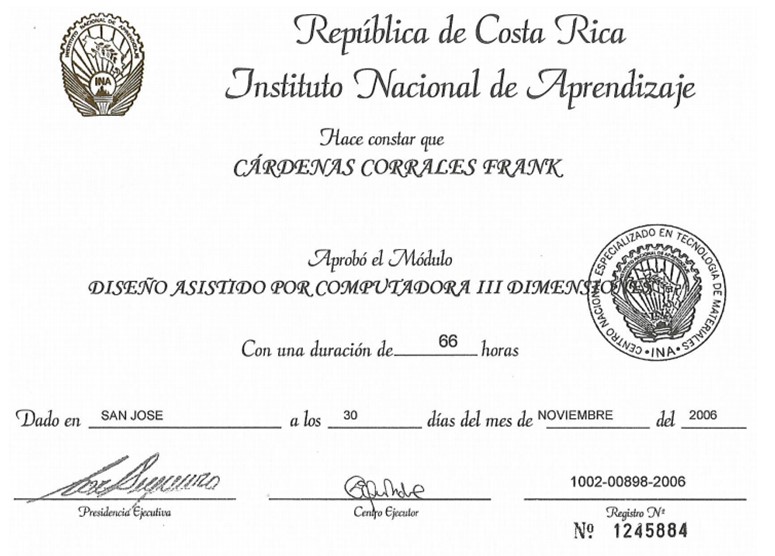 INSTITUTO NACIONAL DE APRENDIZAJE
INA
República de Costa Rica
Instituto Nacional de Aprendizaje
Hace constar que
CÁRDENAS CORRALES FRANK
Aprobó el Módulo
DISEÑO ASISTIDO POR COMPUTADORA III DIMENSIONES
CENTRO NACIONAL ESPECIALIZADO EN TECNOLOGIA DE MATERIALES
INA
Con una duración de 66 horas
Dado en SAN JOSE a los 30 días del mes de NOVIEMBRE del 2006
1002-00898-2006
Presidencia Ejecutiva Centro Ejecutor Registro Nº
Nº 1245884